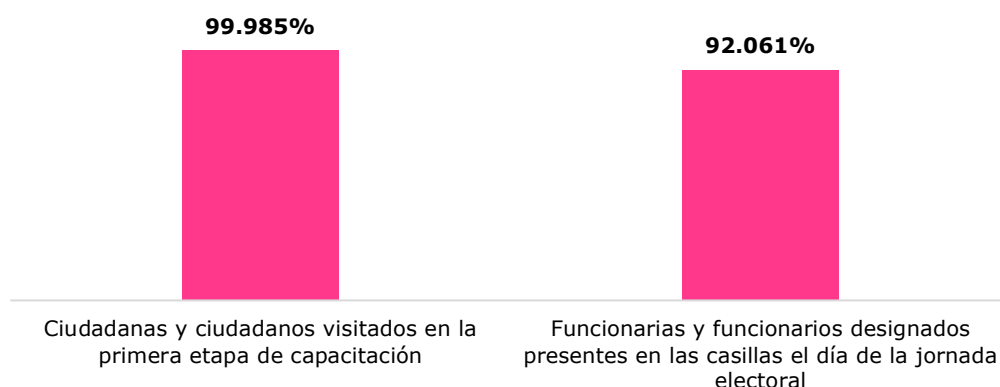 99.985%
92.061%
Ciudadanas y ciudadanos visitados en la
primera etapa de capacitación
Funcionarias y funcionarios designados
presentes en las casillas el día de la jornada
electoral